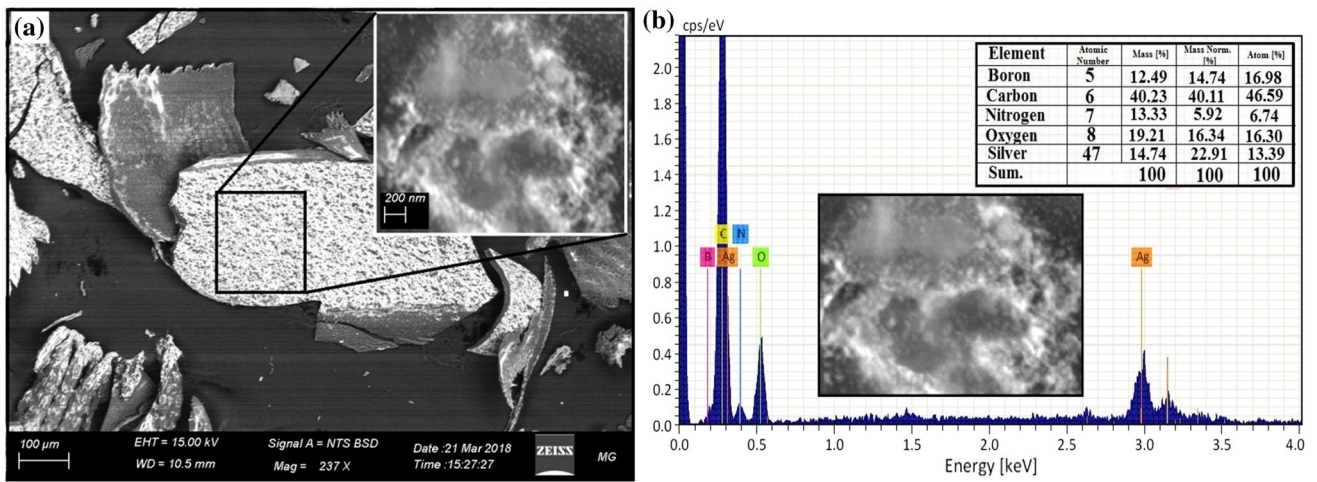 (a)
200 nm
100 µm
EHT = 15.00 kV
WD = 10.5 mm
Signal A = NTS BSD
Mag = 237 X
Date :21 Mar 2018
Time :15:27:27
ZEISS
MG
(b)
cps/eV
2.0
1.8
1.6
1.4
1.2
1.0
0.8
0.6
0.4
0.2
0.0
0.0 0.5 1.0 1.5 2.0 2.5 3.0 3.5 4.0
Energy [keV]
C N
B Ag O
Ag
Element Atomic Number Mass [%] Mass Norm. [%] Atom [%]
Boron 5 12.49 14.74 16.98
Carbon 6 40.23 40.11 46.59
Nitrogen 7 13.33 5.92 6.74
Oxygen 8 19.21 16.34 16.30
Silver 47 14.74 22.91 13.39
Sum. 100 100 100